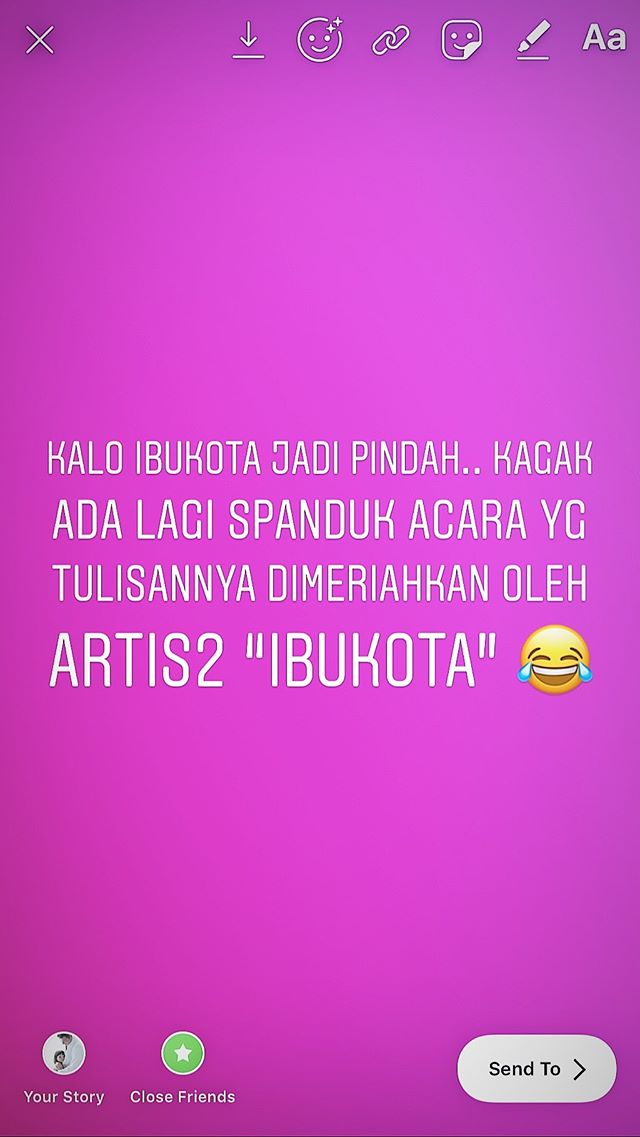 Aa
KALO IBUKOTA JADI PINDAH.. KAGAK
ADA LAGI SPANDUK ACARA YG
TULISANNYA DIMERIAHKAN OLEH
ARTIS2 "IBUKOTA" 😂
Your Story
Close Friends
Send To